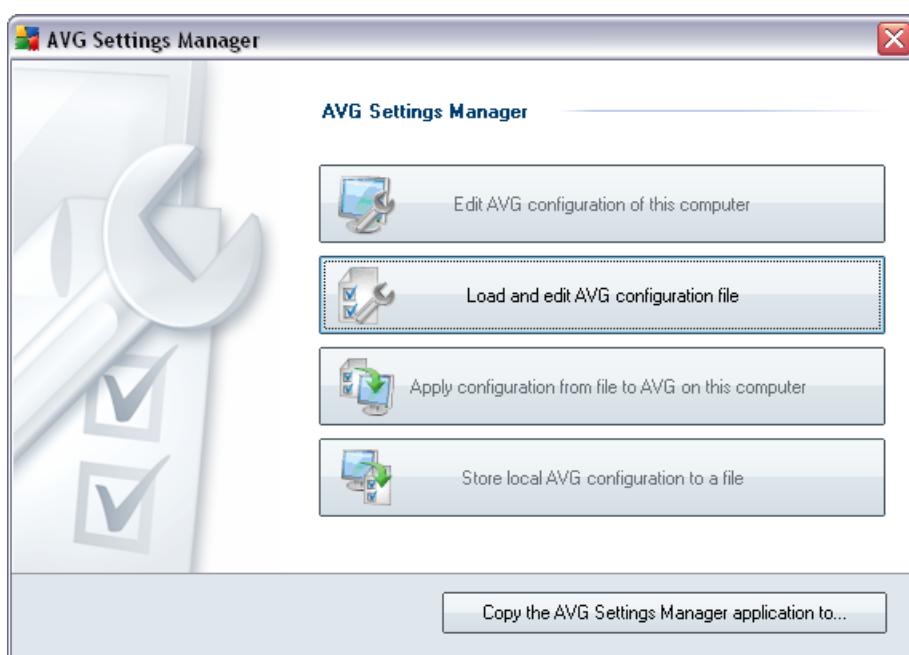 AVG Settings Manager
AVG Settings Manager
Edit AVG configuration of this computer
Load and edit AVG configuration file
Apply configuration from file to AVG on this computer
Store local AVG configuration to a file
Copy the AVG Settings Manager application to...